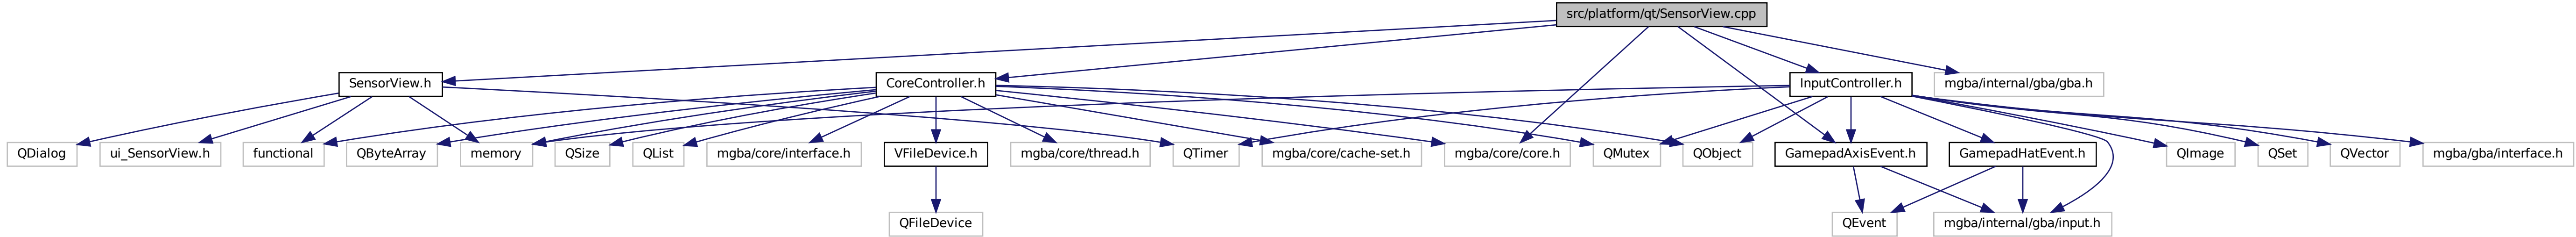 src/platform/qt/SensorView.cpp
SensorView.h
CoreController.h
InputController.h
mgba/internal/gba/gba.h
QDialog
ui_SensorView.h
functional
QByteArray
memory
QSize
QList
mgba/core/interface.h
VFileDevice.h
mgba/core/thread.h
QTimer
mgba/core/cache-set.h
mgba/core/core.h
QMutex
QObject
GamepadAxisEvent.h
GamepadHatEvent.h
QImage
QSet
QVector
mgba/gba/interface.h
QFileDevice
QEvent
mgba/internal/gba/input.h